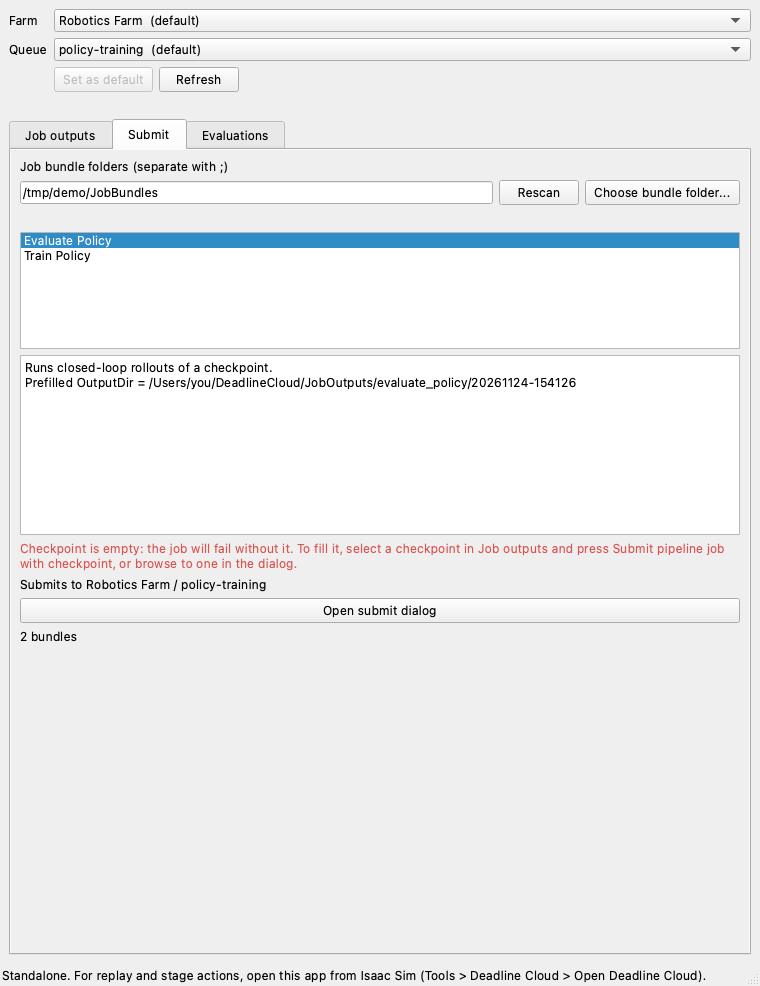 Farm Robotics Farm (default)
Queue policy-training (default)
Set as default Refresh
Job outputs Submit Evaluations
Job bundle folders (separate with ;)
/tmp/demo/JobBundles Rescan Choose bundle folder...
Evaluate Policy
Train Policy
Runs closed-loop rollouts of a checkpoint.
Prefilled OutputDir = /Users/you/DeadlineCloud/JobOutputs/evaluate_policy/20261124-154126
Checkpoint is empty: the job will fail without it. To fill it, select a checkpoint in Job outputs and press Submit pipeline job
with checkpoint, or browse to one in the dialog.
Submits to Robotics Farm / policy-training
Open submit dialog
2 bundles
Standalone. For replay and stage actions, open this app from Isaac Sim (Tools > Deadline Cloud > Open Deadline Cloud).